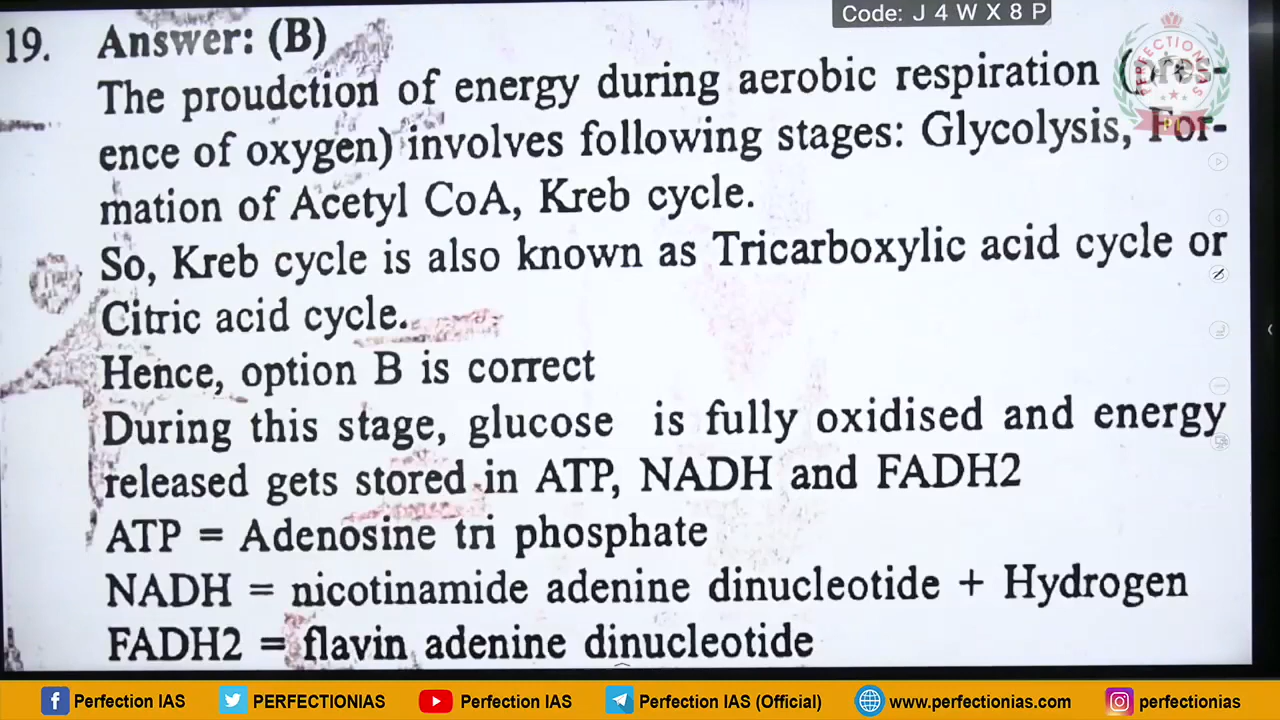 Code: J 4 W X 8 P
PERFECTION IAS
19. Answer: (B)
The proudction of energy during aerobic respiration (pres-
ence of oxygen) involves following stages: Glycolysis, For-
mation of Acetyl CoA, Kreb cycle.
So, Kreb cycle is also known as Tricarboxylic acid cycle or
Citric acid cycle.
Hence, option B is correct
During this stage, glucose is fully oxidised and energy
released gets stored in ATP, NADH and FADH2
ATP = Adenosine tri phosphate
NADH = nicotinamide adenine dinucleotide + Hydrogen
FADH2 = flavin adenine dinucleotide
Perfection IAS PERFECTIONIAS Perfection IAS Perfection IAS (Official) www.perfectionias.com perfectionias